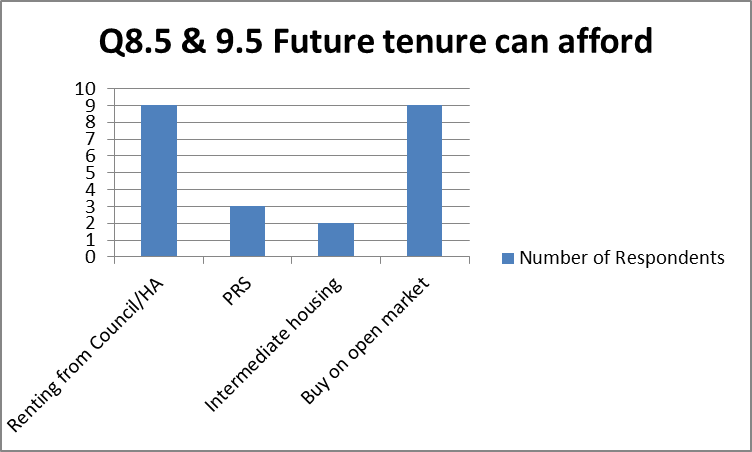 Q8.5 & 9.5 Future tenure can afford
10
9
8
7
6
5
4
3
2
1
0
Renting from Council/HA
PRS
Intermediate housing
Buy on open market
Number of Respondents